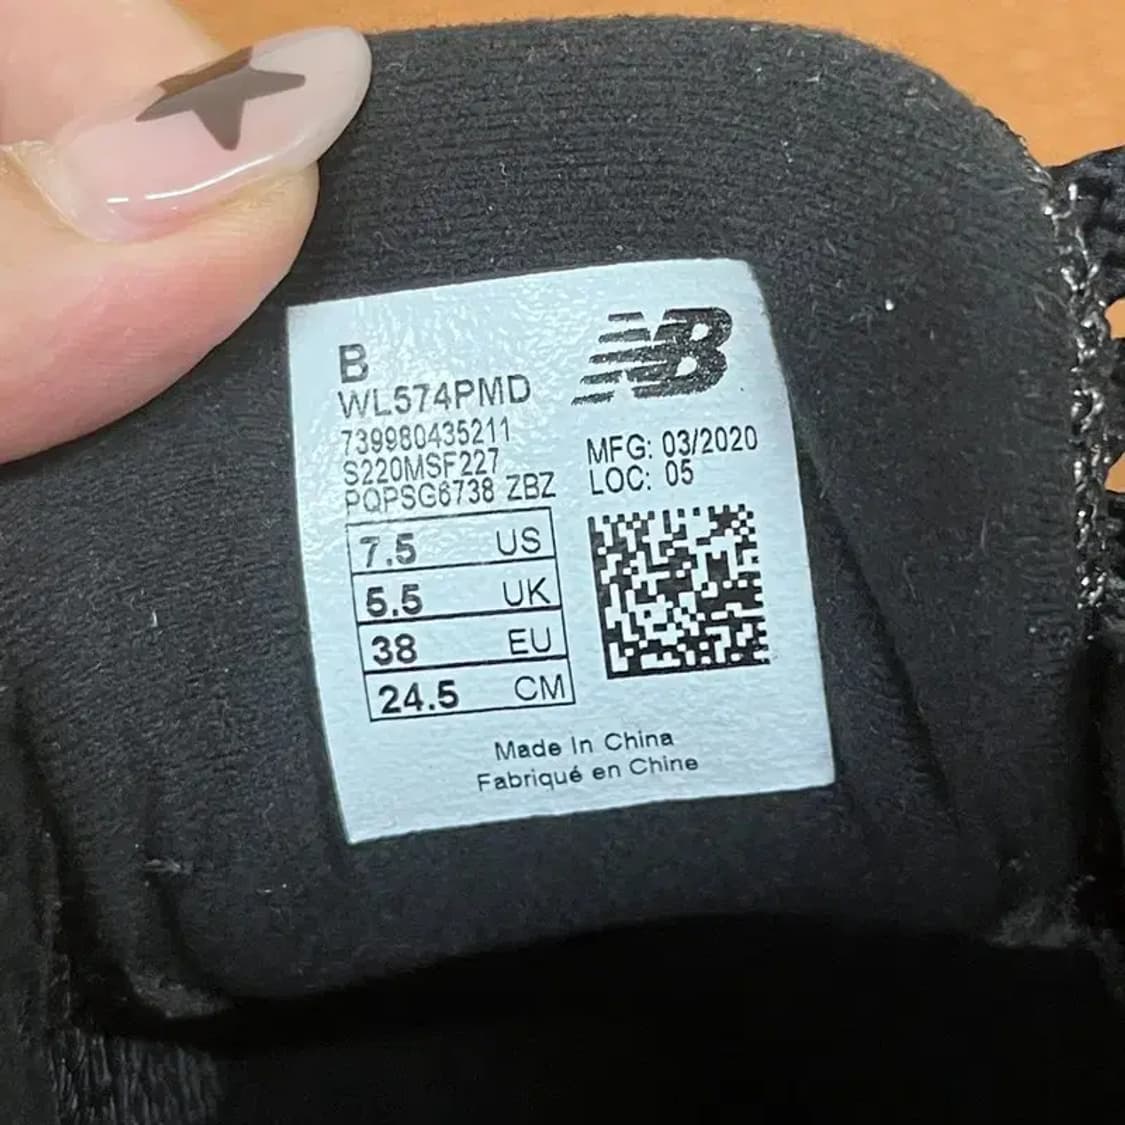 B
NB
WL574PMD
739980435211
S220MSF227
PQPSG6738 ZBZ
MFG: 03/2020
LOC: 05
7.5 US
5.5 UK
38 EU
24.5 CM
Made In China
Fabriqué en Chine